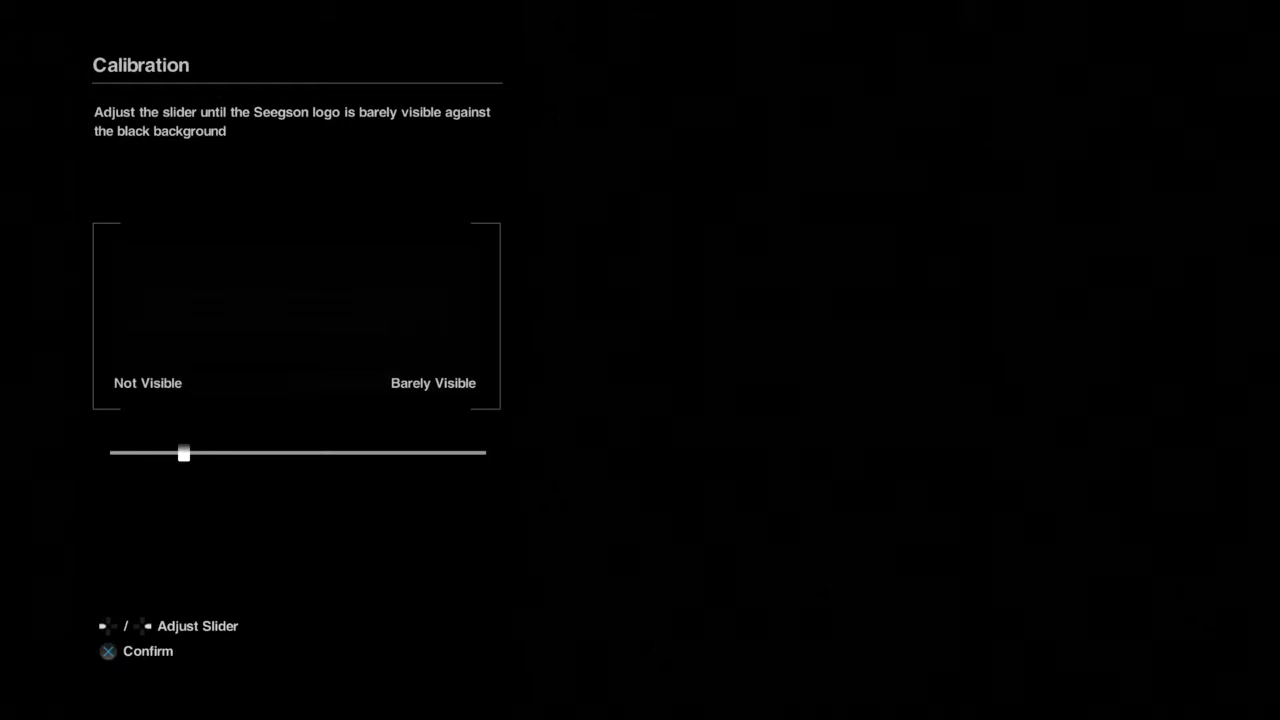 Calibration
Adjust the slider until the Seegson logo is barely visible against
the black background
Not Visible
Barely Visible
/ Adjust Slider
Confirm